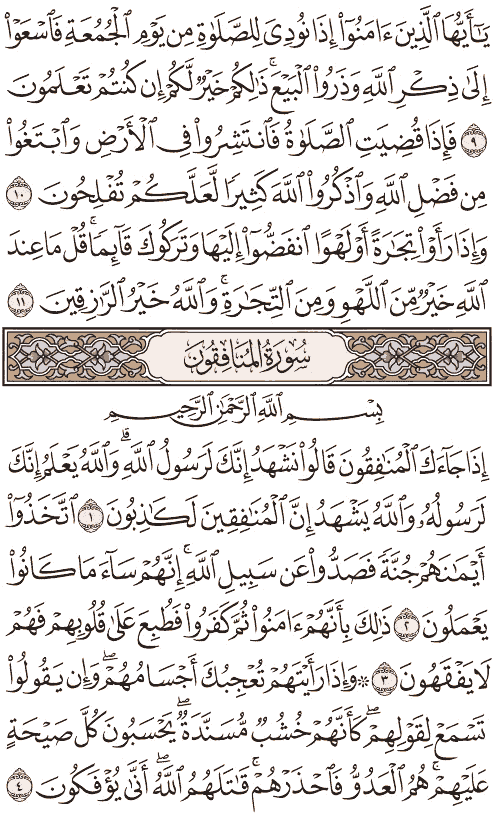 يَٰٓأَيُّهَا ٱلَّذِينَ ءَامَنُوٓا۟ إِذَا نُودِىَ لِلصَّلَوٰةِ مِن يَوْمِ ٱلْجُمُعَةِ فَٱسْعَوْا۟
إِلَىٰ ذِكْرِ ٱللَّهِ وَذَرُوا۟ ٱلْبَيْعَ ۚ ذَٰلِكُمْ خَيْرٌ لَّكُمْ إِن كُنتُمْ تَعْلَمُونَ
٩ فَإِذَا قُضِيَتِ ٱلصَّلَوٰةُ فَٱنتَشِرُوا۟ فِى ٱلْأَرْضِ وَٱبْتَغُوا۟
مِن فَضْلِ ٱللَّهِ وَٱذْكُرُوا۟ ٱللَّهَ كَثِيرًا لَّعَلَّكُمْ تُفْلِحُونَ ١٠
وَإِذَا رَأَوْا۟ تِجَٰرَةً أَوْ لَهْوًا ٱنفَضُّوٓا۟ إِلَيْهَا وَتَرَكُوكَ قَآئِمًا ۚ قُلْ مَا عِندَ
ٱللَّهِ خَيْرٌ مِّنَ ٱللَّهْوِ وَمِنَ ٱلتِّجَٰرَةِ ۚ وَٱللَّهُ خَيْرُ ٱلرَّٰزِقِينَ ١١
سُورَةُ المُنَافِقُونَ
بِسْمِ ٱللَّهِ ٱلرَّحْمَٰنِ ٱلرَّحِيمِ
إِذَا جَآءَكَ ٱلْمُنَٰفِقُونَ قَالُوا۟ نَشْهَدُ إِنَّكَ لَرَسُولُ ٱللَّهِ ۗ وَٱللَّهُ يَعْلَمُ إِنَّكَ
لَرَسُولُهُۥ وَٱللَّهُ يَشْهَدُ إِنَّ ٱلْمُنَٰفِقِينَ لَكَٰذِبُونَ ١ ٱتَّخَذُوٓا۟
أَيْمَٰنَهُمْ جُنَّةً فَصَدُّوا۟ عَن سَبِيلِ ٱللَّهِ ۚ إِنَّهُمْ سَآءَ مَا كَانُوا۟
يَعْمَلُونَ ٢ ذَٰلِكَ بِأَنَّهُمْ ءَامَنُوا۟ ثُمَّ كَفَرُوا۟ فَطُبِعَ عَلَىٰ قُلُوبِهِمْ فَهُمْ
لَا يَفْقَهُونَ ٣ ۞ وَإِذَا رَأَيْتَهُمْ تُعْجِبُكَ أَجْسَامُهُمْ ۖ وَإِن يَقُولُوا۟
تَسْمَعْ لِقَوْلِهِمْ ۖ كَأَنَّهُمْ خُشُبٌ مُّسَنَّدَةٌ ۖ يَحْسَبُونَ كُلَّ صَيْحَةٍ
عَلَيْهِمْ ۚ هُمُ ٱلْعَدُوُّ فَٱحْذَرْهُمْ ۚ قَٰتَلَهُمُ ٱللَّهُ ۖ أَنَّىٰ يُؤْفَكُونَ ٤